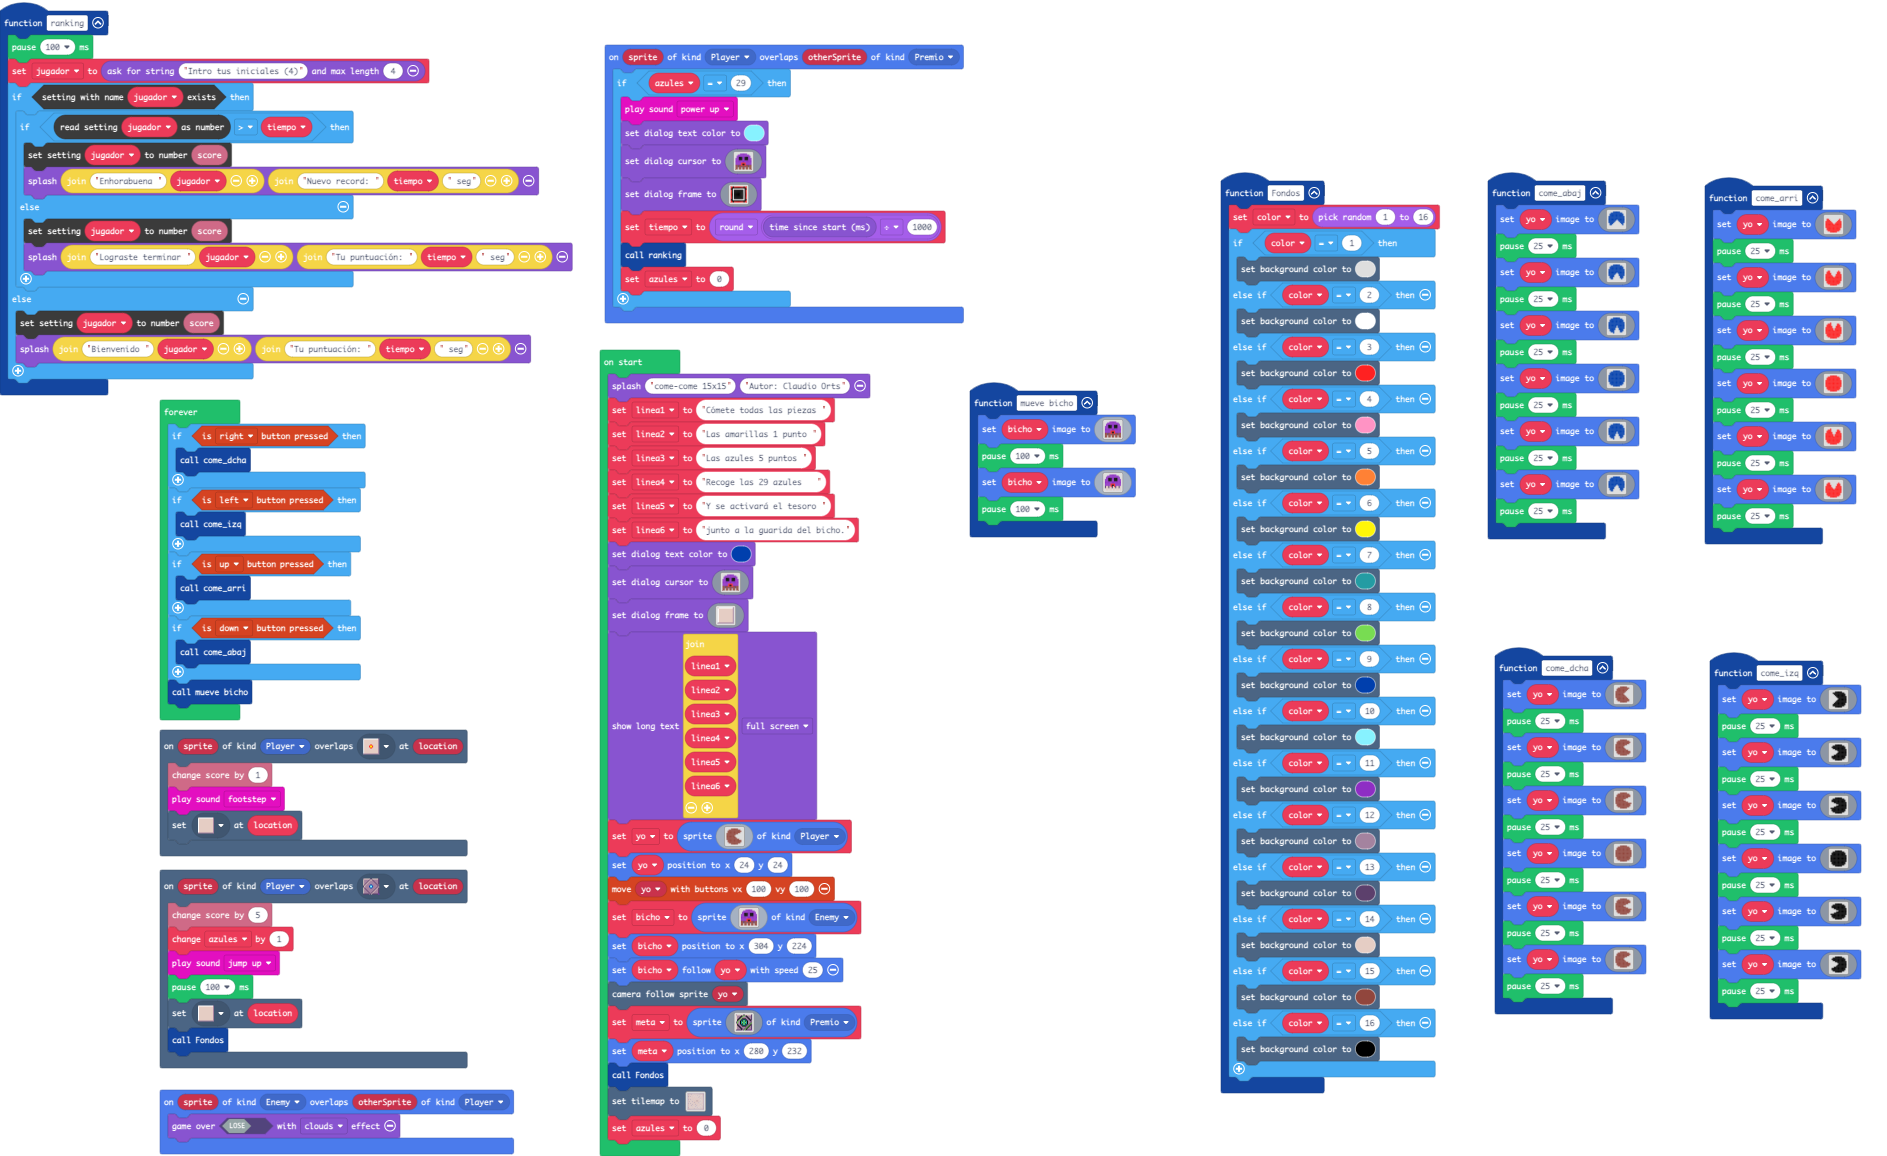 function ranking
pause 100 ms
set jugador to ask for string "Intro tus iniciales (4)" and max length 4
if setting with name jugador exists then
if read setting jugador as number > tiempo then
set setting jugador to number score
splash join "Enhorabuena " jugador join "Nuevo record: " tiempo " seg"
else
set setting jugador to number score
splash join "Lograste terminar " jugador join "Tu puntuación: " tiempo " seg"
else
set setting jugador to number score
splash join "Bienvenido " jugador join "Tu puntuación: " tiempo " seg"
forever
if is right button pressed then
call come_dcha
if is left button pressed then
call come_izq
if is up button pressed then
call come_arri
if is down button pressed then
call come_abaj
call mueve bicho
on sprite of kind Player overlaps at location
change score by 1
play sound footstep
set at location
on sprite of kind Player overlaps at location
change score by 5
change azules by 1
play sound jump up
pause 100 ms
set at location
call Fondos
on sprite of kind Enemy overlaps otherSprite of kind Player
game over LOSE with clouds effect
on sprite of kind Player overlaps otherSprite of kind Premio
if azules = 29 then
play sound power up
set dialog text color to
set dialog cursor to
set dialog frame to
set tiempo to round time since start (ms) ÷ 1000
call ranking
set azules to 0
on start
splash "come-come 15x15" "Autor: Claudio Orts"
set linea1 to "Cómete todas las piezas "
set linea2 to "Las amarillas 1 punto "
set linea3 to "Las azules 5 puntos "
set linea4 to "Recoge las 29 azules "
set linea5 to "Y se activará el tesoro "
set linea6 to "junto a la guarida del bicho."
set dialog text color to
set dialog cursor to
set dialog frame to
show long text join linea1 linea2 linea3 linea4 linea5 linea6 full screen
set yo to sprite of kind Player
set yo position to x 24 y 24
move yo with buttons vx 100 vy 100
set bicho to sprite of kind Enemy
set bicho position to x 304 y 224
set bicho follow yo with speed 25
camera follow sprite yo
set meta to sprite of kind Premio
set meta position to x 280 y 232
call Fondos
set tilemap to
set azules to 0
function mueve bicho
set bicho image to
pause 100 ms
set bicho image to
pause 100 ms
function Fondos
set color to pick random 1 to 16
if color = 1 then
set background color to
else if color = 2 then
set background color to
else if color = 3 then
set background color to
else if color = 4 then
set background color to
else if color = 5 then
set background color to
else if color = 6 then
set background color to
else if color = 7 then
set background color to
else if color = 8 then
set background color to
else if color = 9 then
set background color to
else if color = 10 then
set background color to
else if color = 11 then
set background color to
else if color = 12 then
set background color to
else if color = 13 then
set background color to
else if color = 14 then
set background color to
else if color = 15 then
set background color to
else if color = 16 then
set background color to
function come_abaj
set yo image to
pause 25 ms
set yo image to
pause 25 ms
set yo image to
pause 25 ms
set yo image to
pause 25 ms
set yo image to
pause 25 ms
set yo image to
pause 25 ms
function come_arri
set yo image to
pause 25 ms
set yo image to
pause 25 ms
set yo image to
pause 25 ms
set yo image to
pause 25 ms
set yo image to
pause 25 ms
set yo image to
pause 25 ms
function come_dcha
set yo image to
pause 25 ms
set yo image to
pause 25 ms
set yo image to
pause 25 ms
set yo image to
pause 25 ms
set yo image to
pause 25 ms
set yo image to
pause 25 ms
function come_izq
set yo image to
pause 25 ms
set yo image to
pause 25 ms
set yo image to
pause 25 ms
set yo image to
pause 25 ms
set yo image to
pause 25 ms
set yo image to
pause 25 ms